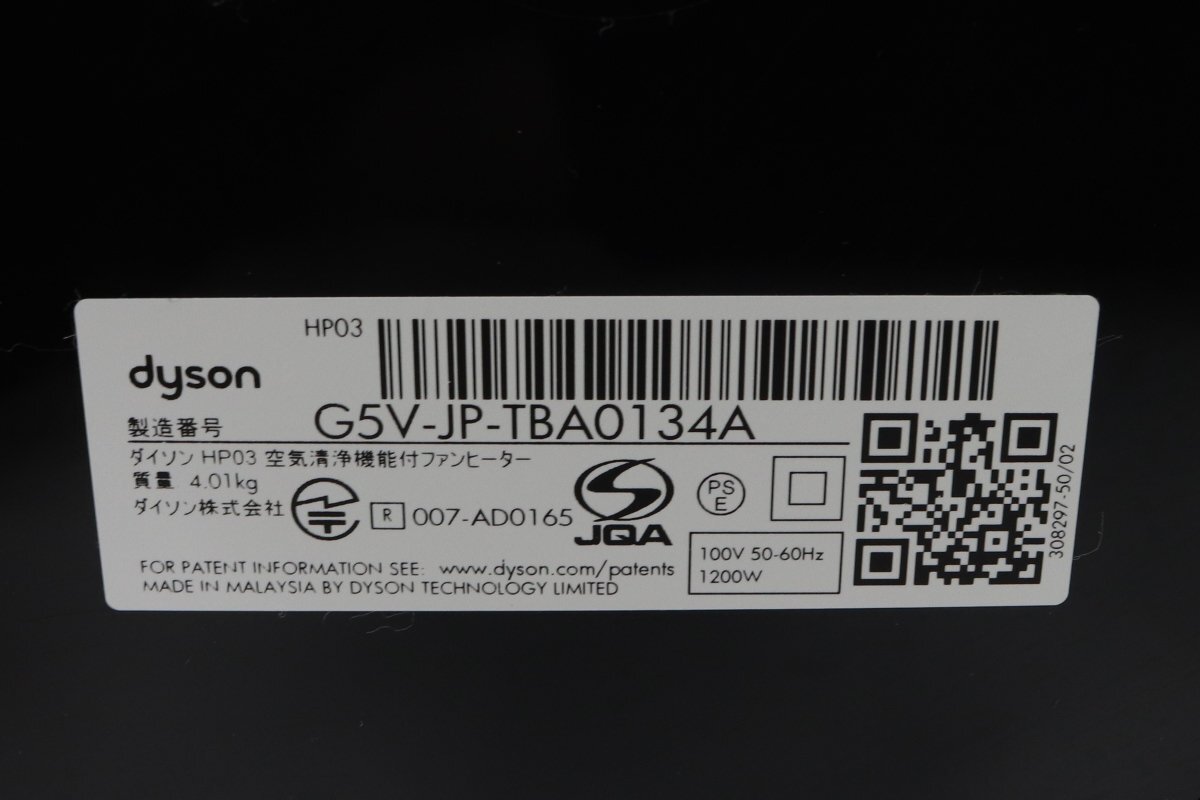 HP03
dyson
製造番号 G5V-JP-TBA0134A
ダイソン HP03 空気清浄機能付ファンヒーター
質量 4.01kg
ダイソン株式会社
R 007-AD0165
JQA
PS
E
100V 50-60Hz
1200W
FOR PATENT INFORMATION SEE: www.dyson.com/patents
MADE IN MALAYSIA BY DYSON TECHNOLOGY LIMITED
308297-50/02